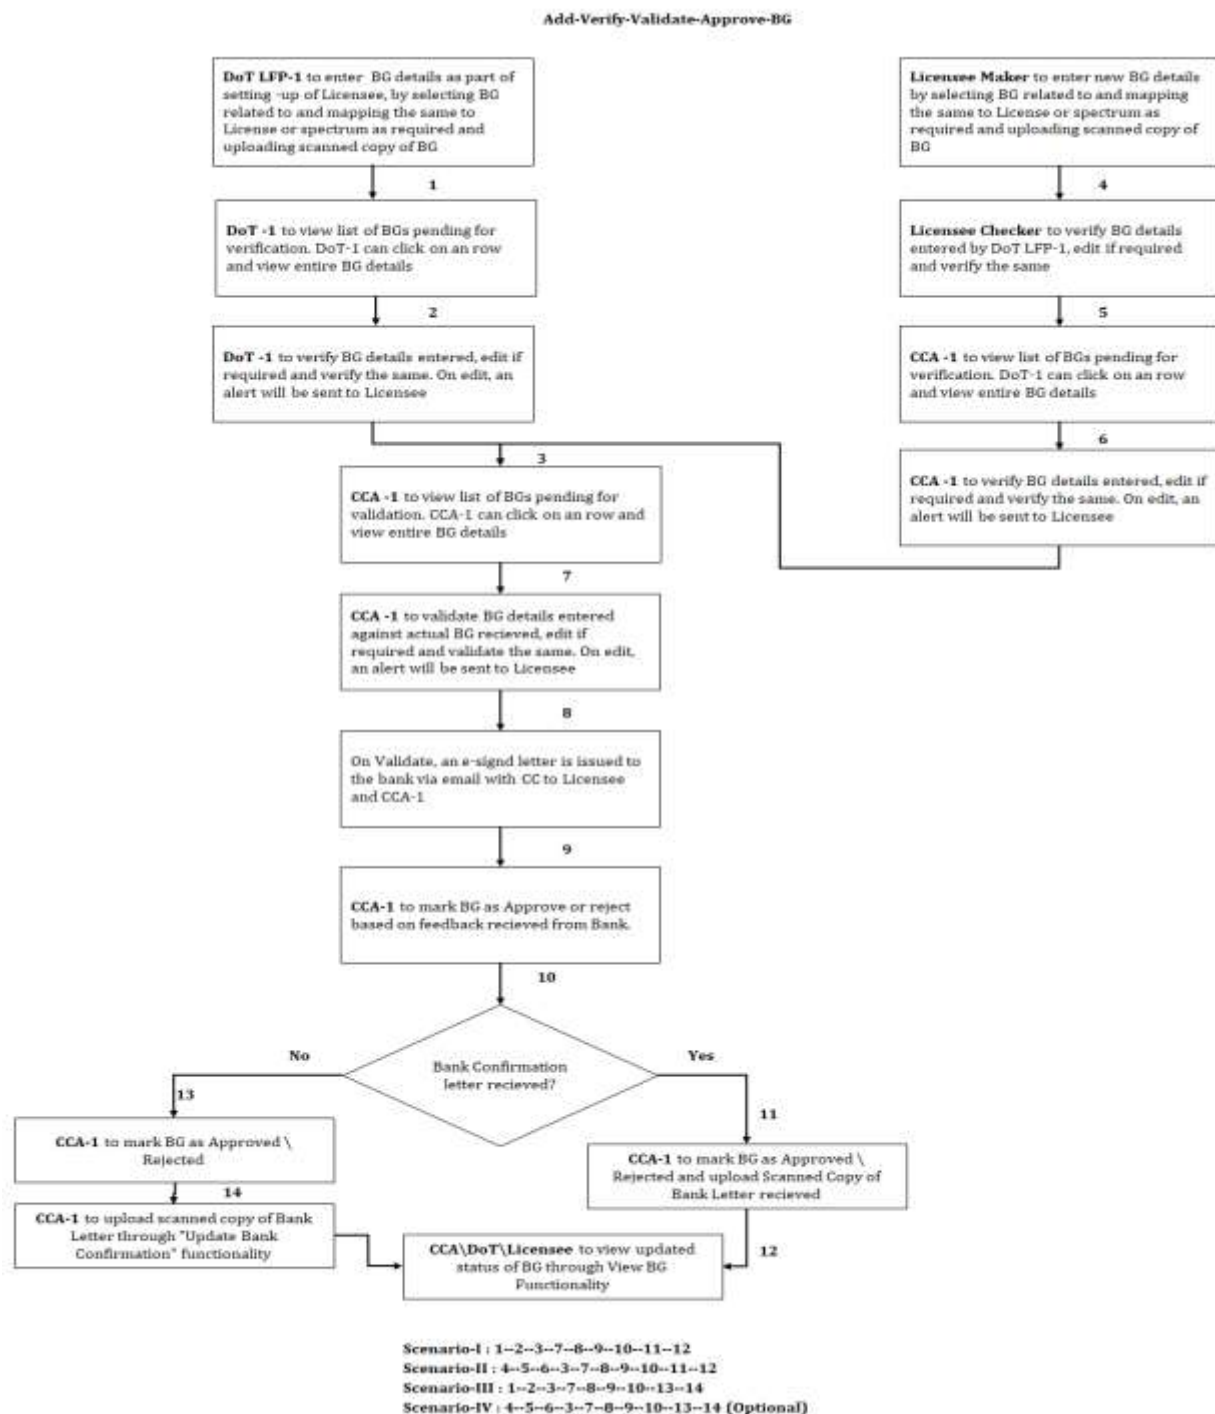 Add-Verify-Validate-Approve-BG
DoT LFP-1 to enter BG details as part of
setting -up of Licensee, by selecting BG
related to and mapping the same to
License or spectrum as required and
uploading scanned copy of BG
1
DoT -1 to view list of BGs pending for
verification. DoT-1 can click on an row
and view entire BG details
2
DoT -1 to verify BG details entered, edit if
required and verify the same. On edit, an
alert will be sent to Licensee
Licensee Maker to enter new BG details
by selecting BG related to and mapping
the same to License or spectrum as
required and uploading scanned copy of
BG
4
Licensee Checker to verify BG details
entered by DoT LFP-1, edit if required
and verify the same
5
CCA -1 to view list of BGs pending for
verification. DoT-1 can click on an row
and view entire BG details
6
CCA -1 to verify BG details entered, edit if
required and verify the same. On edit, an
alert will be sent to Licensee
3
CCA -1 to view list of BGs pending for
validation. CCA-1 can click on an row and
view entire BG details
7
CCA -1 to validate BG details entered
against actual BG recieved, edit if
required and validate the same. On edit,
an alert will be sent to Licensee
8
On Validate, an e-signd letter is issued to
the bank via email with CC to Licensee
and CCA-1
9
CCA-1 to mark BG as Approve or reject
based on feedback recieved from Bank.
10
Bank Confirmation
letter recieved?
No
Yes
13
CCA-1 to mark BG as Approved \
Rejected
14
CCA-1 to upload scanned copy of Bank
Letter through "Update Bank
Confirmation" functionality
11
CCA-1 to mark BG as Approved \
Rejected and upload Scanned Copy of
Bank Letter recieved
12
CCA\DoT\Licensee to view updated
status of BG through View BG
Functionality
Scenario-I : 1--2--3--7--8--9--10--11--12
Scenario-II : 4--5--6--3--7--8--9--10--11--12
Scenario-III : 1--2--3--7--8--9--10--13--14
Scenario-IV : 4--5--6--3--7--8--9--10--13--14 (Optional)